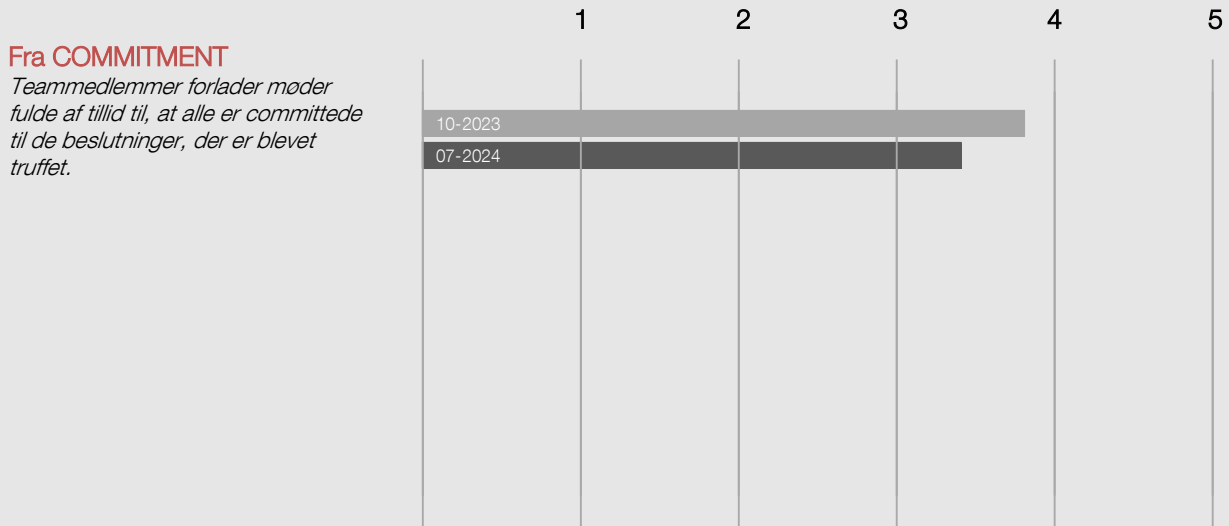 1 2 3 4 5
Fra COMMITMENT
Teammedlemmer forlader møder
fulde af tillid til, at alle er committede
til de beslutninger, der er blevet
truffet.
10-2023
07-2024